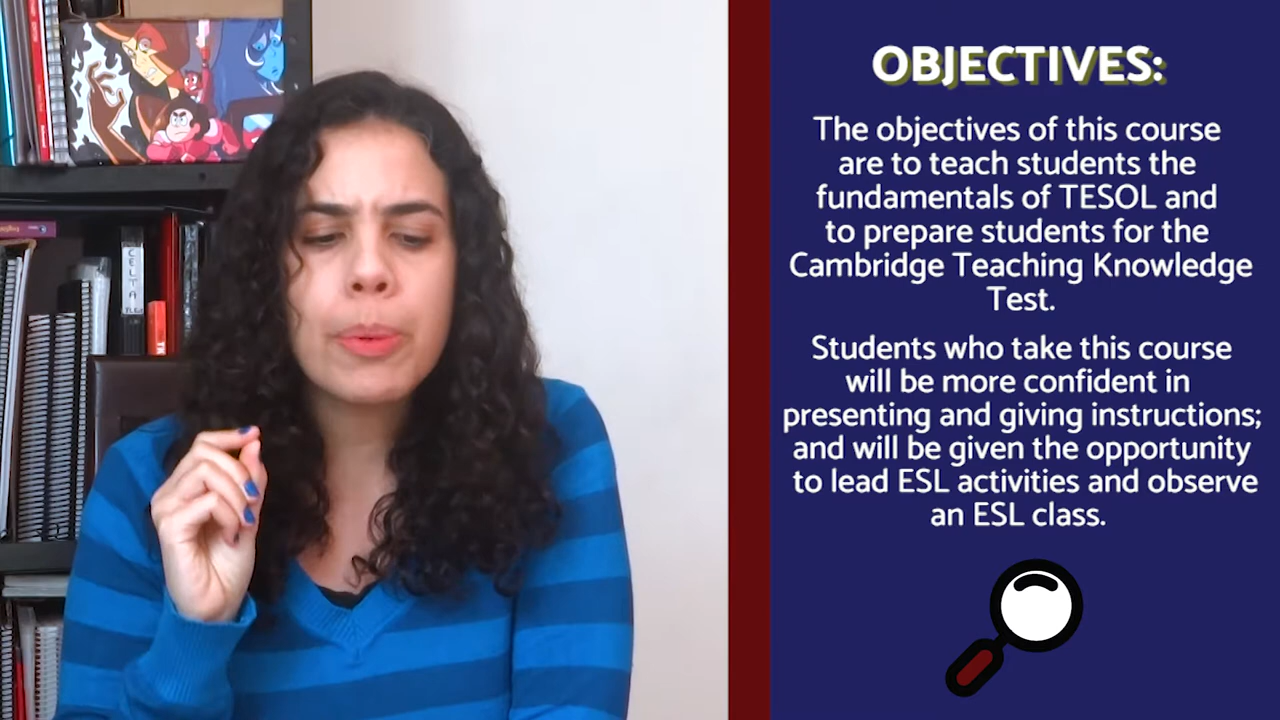 CELTA
OBJECTIVES:
The objectives of this course
are to teach students the
fundamentals of TESOL and
to prepare students for the
Cambridge Teaching Knowledge
Test.
Students who take this course
will be more confident in
presenting and giving instructions;
and will be given the opportunity
to lead ESL activities and observe
an ESL class.